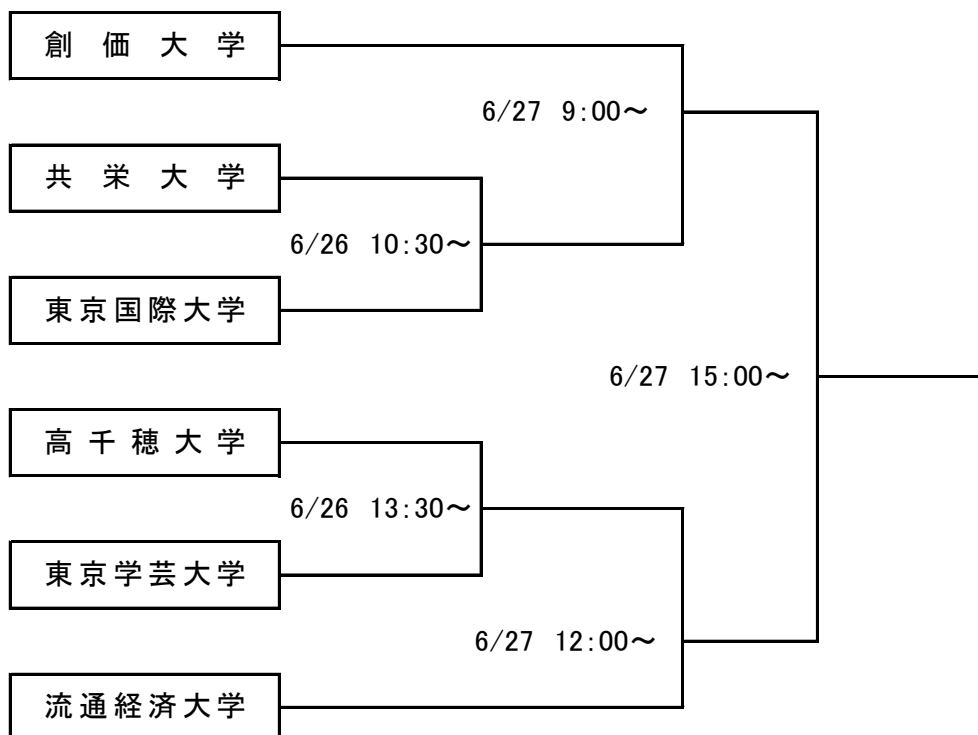 創価大学
6/27 9:00～
共栄大学
6/26 10:30～
東京国際大学
6/27 15:00～
高千穂大学
6/26 13:30～
東京学芸大学
6/27 12:00～
流通経済大学